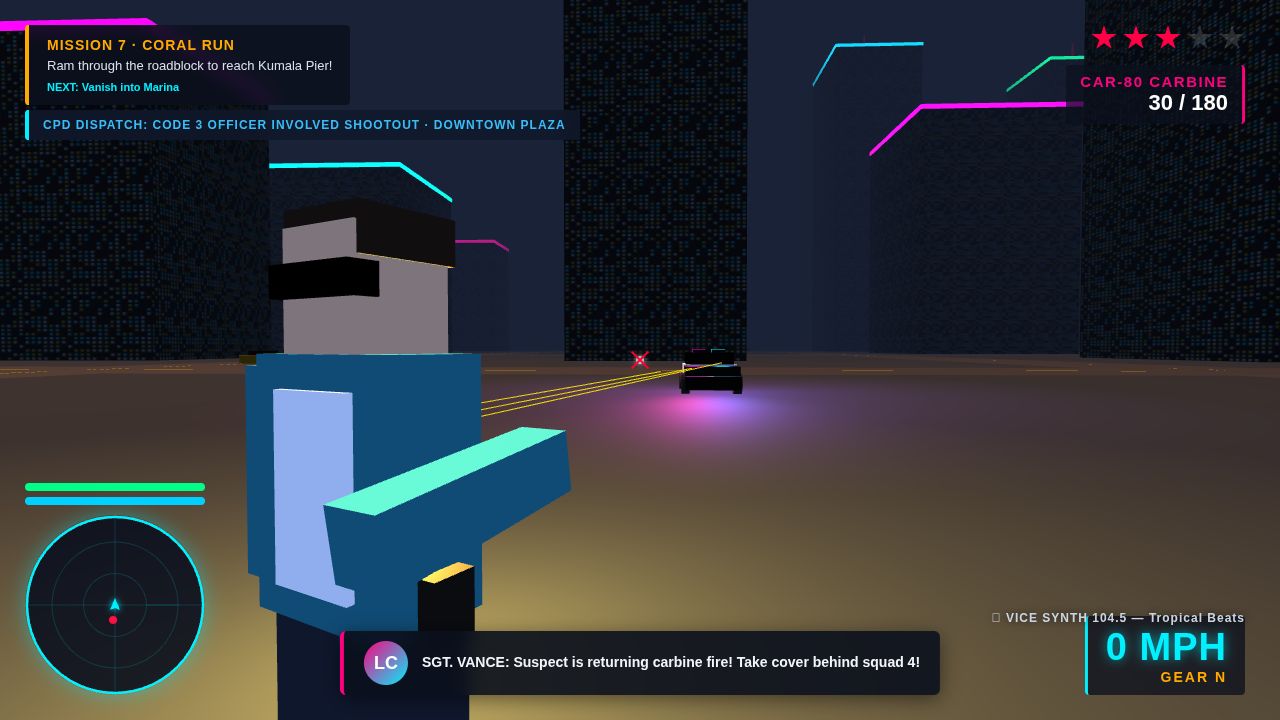 MISSION 7 · CORAL RUN
Ram through the roadblock to reach Kumala Pier!
NEXT: Vanish into Marina
CPD DISPATCH: CODE 3 OFFICER INVOLVED SHOOTOUT · DOWNTOWN PLAZA
CAR-80 CARBINE
30 / 180
VICE SYNTH 104.5 — Tropical Beats
0 MPH
GEAR N
LC
SGT. VANCE: Suspect is returning carbine fire! Take cover behind squad 4!